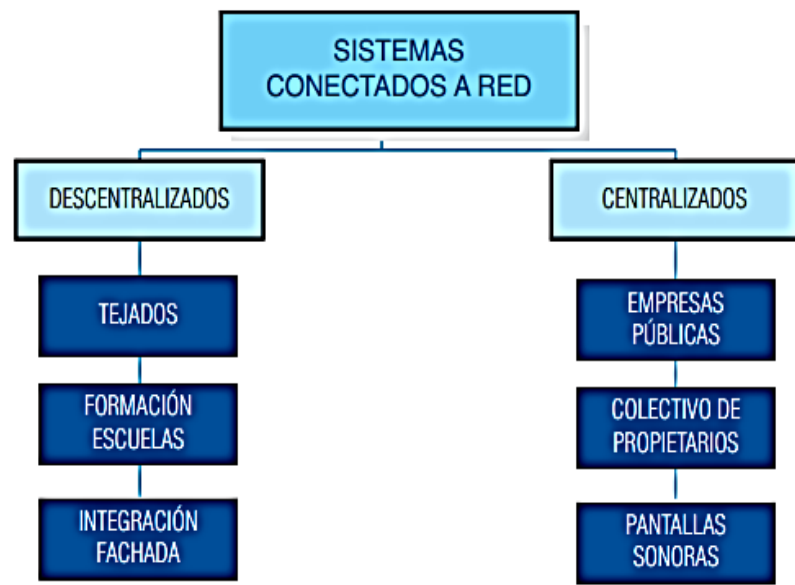 SISTEMAS
CONECTADOS A RED
DESCENTRALIZADOS
CENTRALIZADOS
TEJADOS
EMPRESAS
PÚBLICAS
FORMACIÓN
ESCUELAS
COLECTIVO DE
PROPIETARIOS
INTEGRACIÓN
FACHADA
PANTALLAS
SONORAS